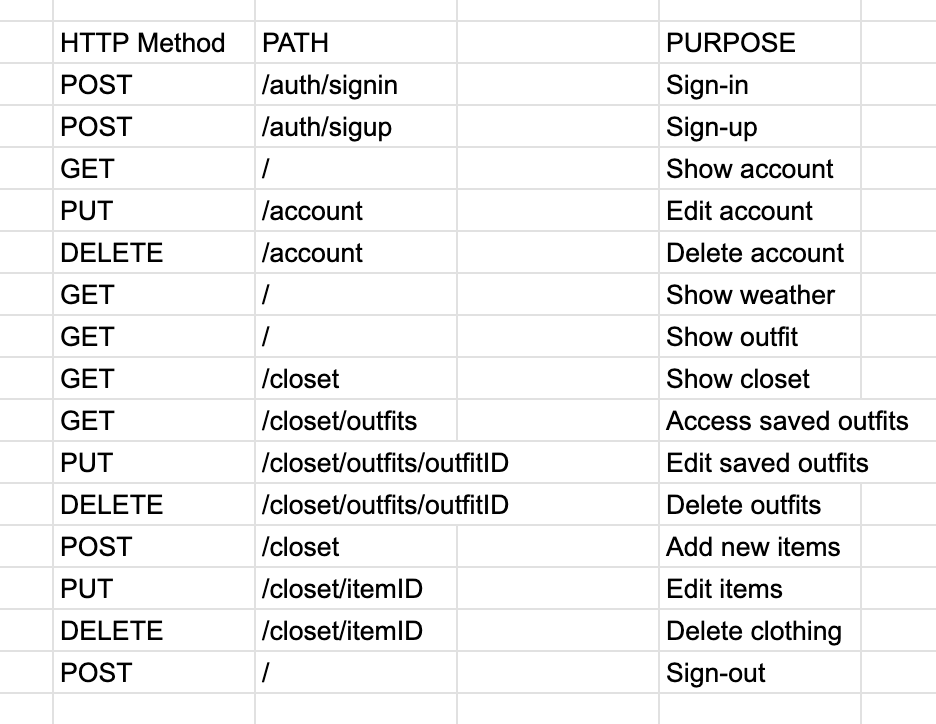 HTTP Method PATH PURPOSE
POST /auth/signin Sign-in
POST /auth/sigup Sign-up
GET / Show account
PUT /account Edit account
DELETE /account Delete account
GET / Show weather
GET / Show outfit
GET /closet Show closet
GET /closet/outfits Access saved outfits
PUT /closet/outfits/outfitID Edit saved outfits
DELETE /closet/outfits/outfitID Delete outfits
POST /closet Add new items
PUT /closet/itemID Edit items
DELETE /closet/itemID Delete clothing
POST / Sign-out